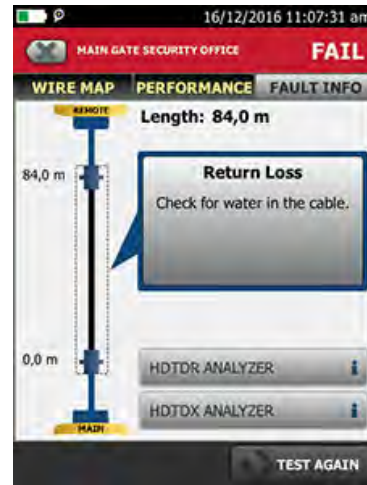 16/12/2016 11:07:31 am
MAIN GATE SECURITY OFFICE
FAIL
WIRE MAP
PERFORMANCE
FAULT INFO
REMOTE
Length: 84,0 m
84,0 m
Return Loss
Check for water in the cable.
0,0 m
HDTDR ANALYZER i
HDTDX ANALYZER i
MAIN
TEST AGAIN